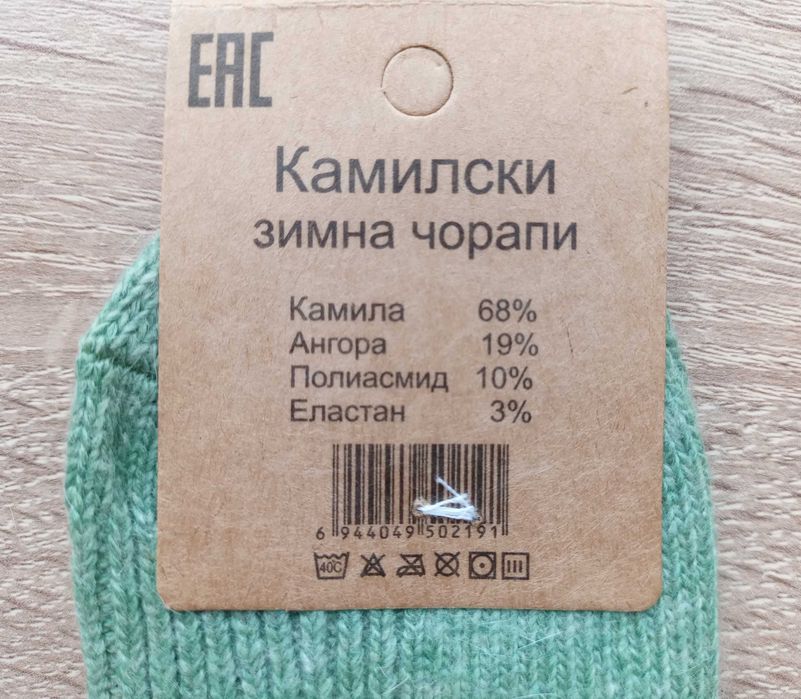 EAC
Камилски
зимна чорапи
Камила 68%
Ангора 19%
Полиасмид 10%
Еластан 3%
6 944049 502191
40C